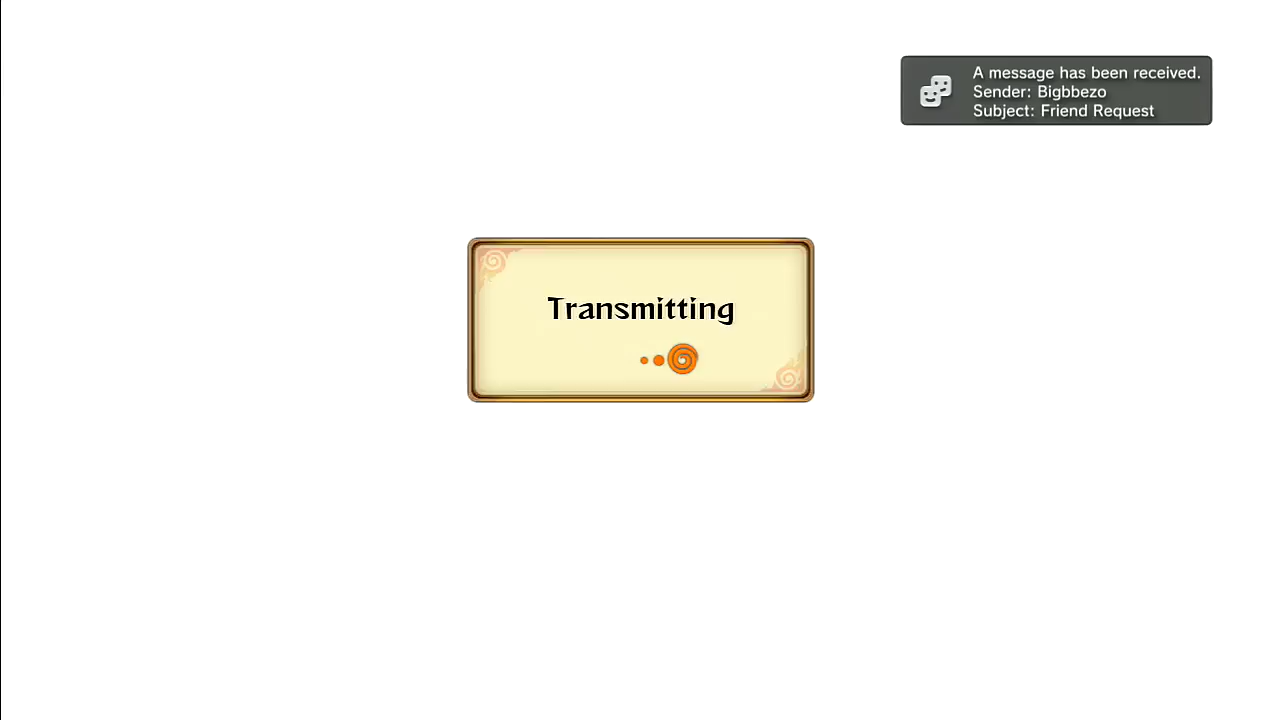 A message has been received.
Sender: Bigbbezo
Subject: Friend Request
Transmitting